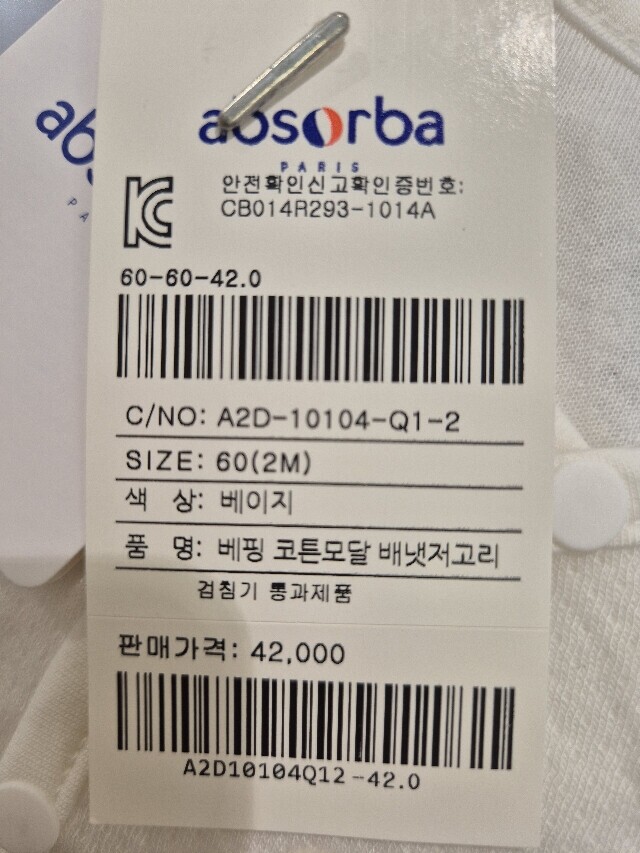 absorba
PARIS
안전확인신고확인증번호:
CB014R293-1014A
60-60-42.0
C/NO: A2D-10104-Q1-2
SIZE: 60(2M)
색 상: 베이지
품 명: 베핑 코튼모달 배냇저고리
검침기 통과제품
판매가격: 42,000
A2D10104Q12-42.0